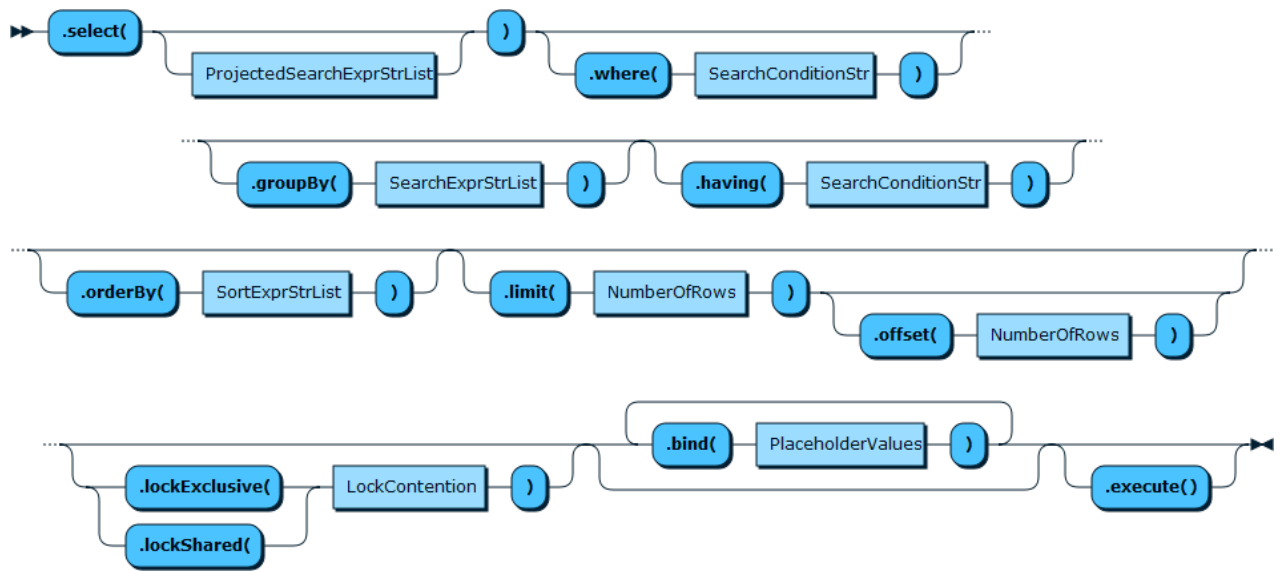 .select( ProjectedSearchExprStrList ) .where( SearchConditionStr )
.groupBy( SearchExprStrList ) .having( SearchConditionStr )
.orderBy( SortExprStrList ) .limit( NumberOfRows ) .offset( NumberOfRows )
.lockExclusive( LockContention ) .bind( PlaceholderValues ) .execute()
.lockShared(